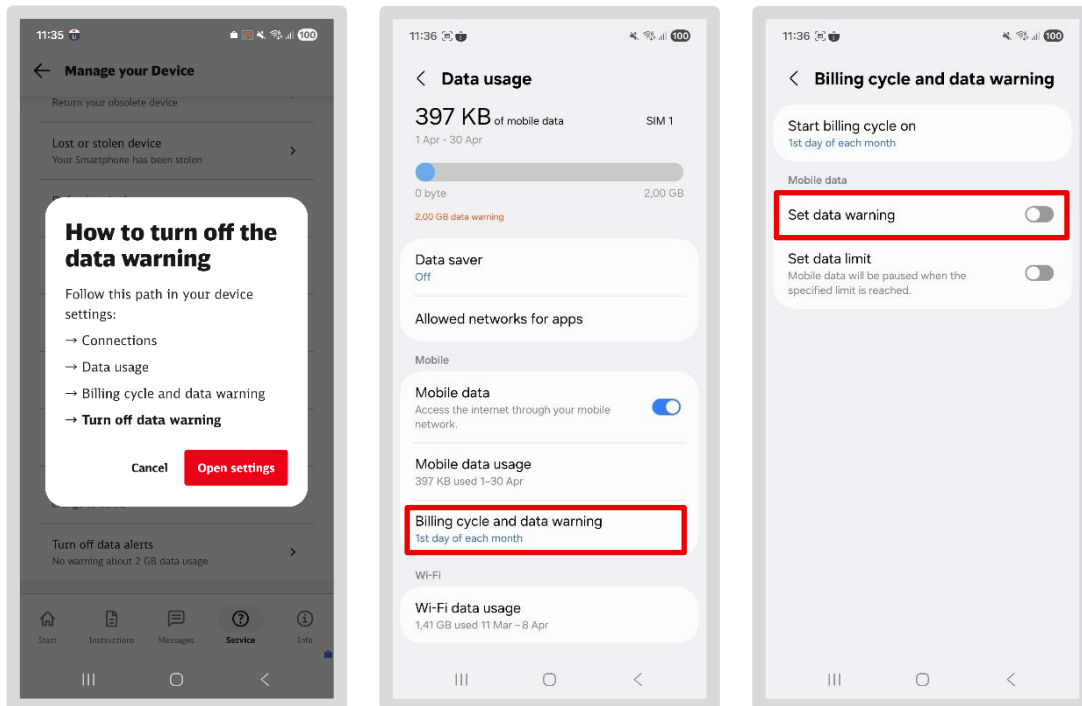 11:35
100
Manage your Device
Return your obsolete device
Lost or stolen device
Your Smartphone has been stolen
How to turn off the
data warning
Follow this path in your device
settings:
→ Connections
→ Data usage
→ Billing cycle and data warning
→ Turn off data warning
Cancel
Open settings
Turn off data alerts
No warning about 2 GB data usage
Start
Instructions
Messages
Service
Info
11:36
100
Data usage
397 KB of mobile data
SIM 1
1 Apr - 30 Apr
0 byte
2,00 GB
2,00 GB data warning
Data saver
Off
Allowed networks for apps
Mobile
Mobile data
Access the internet through your mobile
network.
Mobile data usage
397 KB used 1–30 Apr
Billing cycle and data warning
1st day of each month
Wi-Fi
Wi-Fi data usage
1,41 GB used 11 Mar – 8 Apr
11:36
100
Billing cycle and data warning
Start billing cycle on
1st day of each month
Mobile data
Set data warning
Set data limit
Mobile data will be paused when the
specified limit is reached.